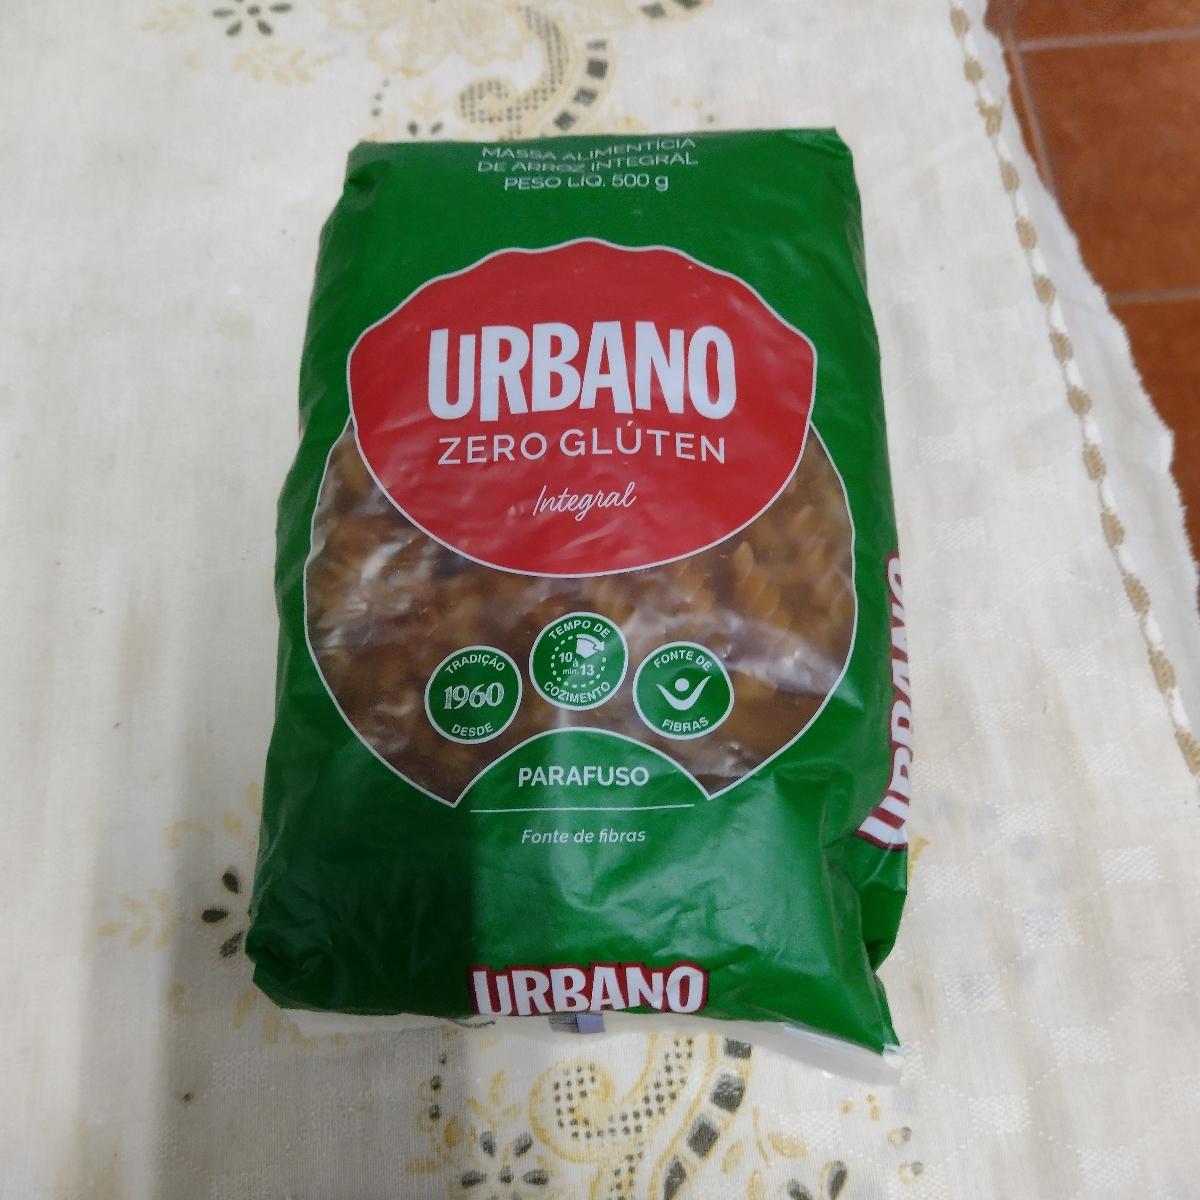 MASSA ALIMENTÍCIA
DE ARROZ INTEGRAL
PESO LÍQ. 500 g
URBANO
ZERO GLÚTEN
Integral
TRADIÇÃO
1960
DESDE
TEMPO DE
10 à
min. 13
COZIMENTO
FONTE DE
FIBRAS
PARAFUSO
Fonte de fibras
URBANO
URBANO